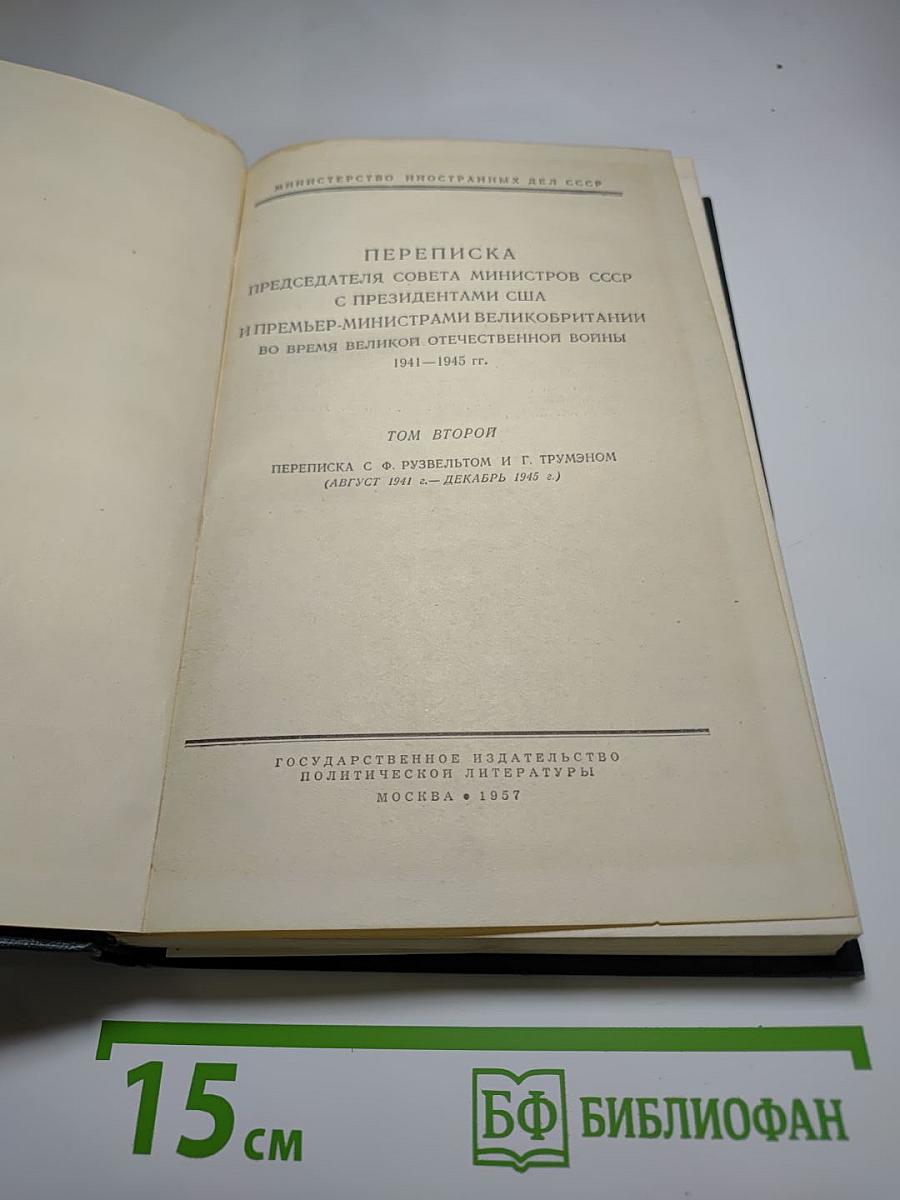 МИНИСТЕРСТВО ИНОСТРАННЫХ ДЕЛ СССР
ПЕРЕПИСКА
ПРЕДСЕДАТЕЛЯ СОВЕТА МИНИСТРОВ СССР
С ПРЕЗИДЕНТАМИ США
И ПРЕМЬЕР-МИНИСТРАМИ ВЕЛИКОБРИТАНИИ
ВО ВРЕМЯ ВЕЛИКОЙ ОТЕЧЕСТВЕННОЙ ВОЙНЫ
1941—1945 гг.
ТОМ ВТОРОЙ
ПЕРЕПИСКА С Ф. РУЗВЕЛЬТОМ И Г. ТРУМЭНОМ
(АВГУСТ 1941 г.— ДЕКАБРЬ 1945 г.)
ГОСУДАРСТВЕННОЕ ИЗДАТЕЛЬСТВО
ПОЛИТИЧЕСКОЙ ЛИТЕРАТУРЫ
МОСКВА • 1957
15 см
БФ БИБЛИОФАН